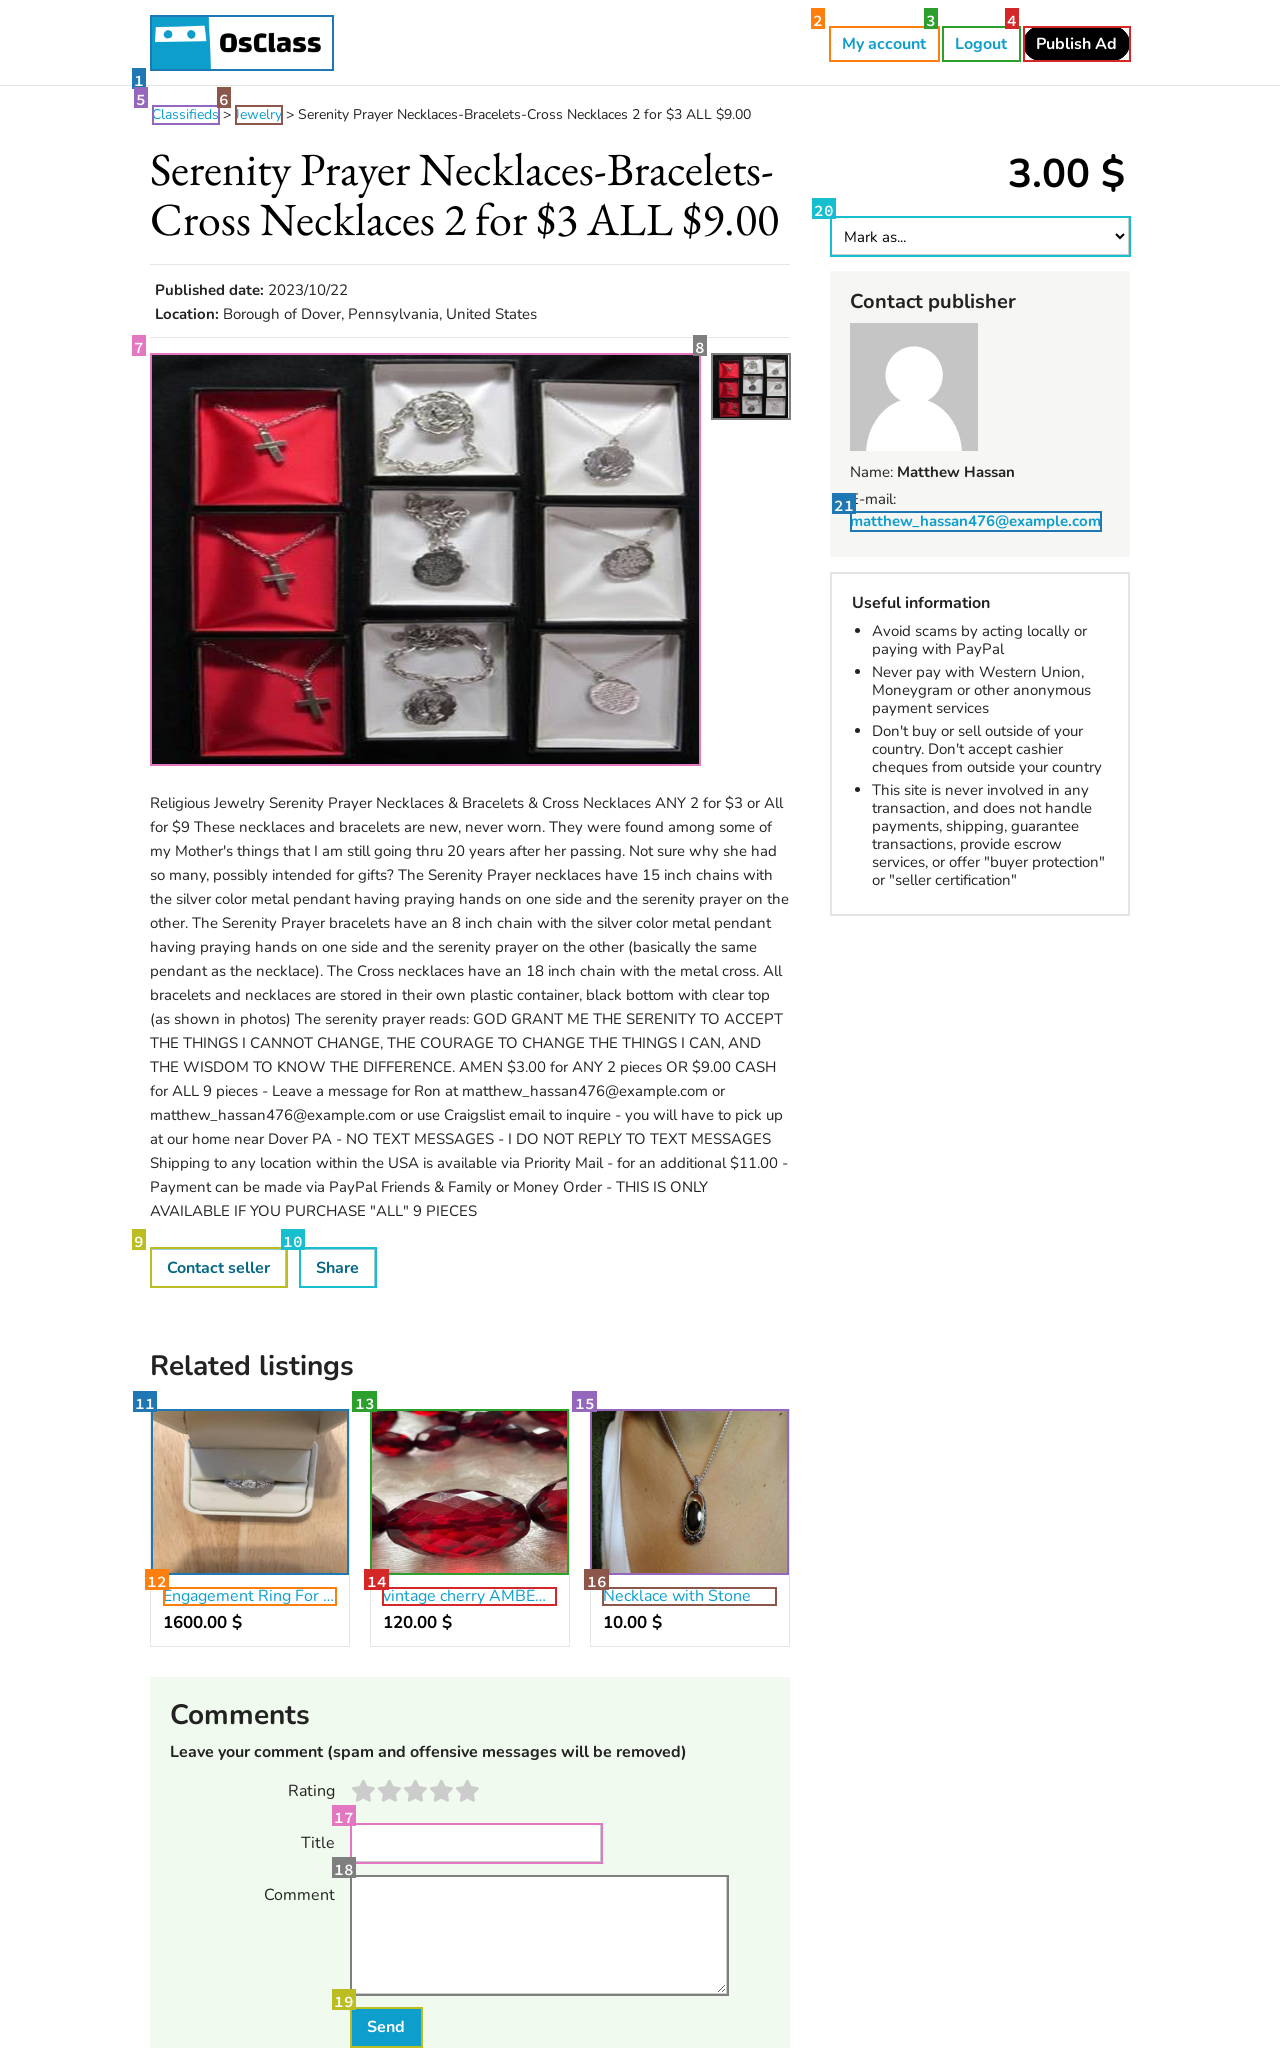 OsClass
1
2
My account
3
Logout
4
Publish Ad
5
6
Classifieds > Jewelry > Serenity Prayer Necklaces-Bracelets-Cross Necklaces 2 for $3 ALL $9.00
Serenity Prayer Necklaces-Bracelets-
Cross Necklaces 2 for $3 ALL $9.00
Published date: 2023/10/22
Location: Borough of Dover, Pennsylvania, United States
7
8
Religious Jewelry Serenity Prayer Necklaces & Bracelets & Cross Necklaces ANY 2 for $3 or All
for $9 These necklaces and bracelets are new, never worn. They were found among some of
my Mother's things that I am still going thru 20 years after her passing. Not sure why she had
so many, possibly intended for gifts? The Serenity Prayer necklaces have 15 inch chains with
the silver color metal pendant having praying hands on one side and the serenity prayer on the
other. The Serenity Prayer bracelets have an 8 inch chain with the silver color metal pendant
having praying hands on one side and the serenity prayer on the other (basically the same
pendant as the necklace). The Cross necklaces have an 18 inch chain with the metal cross. All
bracelets and necklaces are stored in their own plastic container, black bottom with clear top
(as shown in photos) The serenity prayer reads: GOD GRANT ME THE SERENITY TO ACCEPT
THE THINGS I CANNOT CHANGE, THE COURAGE TO CHANGE THE THINGS I CAN, AND
THE WISDOM TO KNOW THE DIFFERENCE. AMEN $3.00 for ANY 2 pieces OR $9.00 CASH
for ALL 9 pieces - Leave a message for Ron at matthew_hassan476@example.com or
matthew_hassan476@example.com or use Craigslist email to inquire - you will have to pick up
at our home near Dover PA - NO TEXT MESSAGES - I DO NOT REPLY TO TEXT MESSAGES
Shipping to any location within the USA is available via Priority Mail - for an additional $11.00 -
Payment can be made via PayPal Friends & Family or Money Order - THIS IS ONLY
AVAILABLE IF YOU PURCHASE "ALL" 9 PIECES
9
Contact seller
10
Share
3.00 $
20
Mark as...
Contact publisher
Name: Matthew Hassan
E-mail:
21
matthew_hassan476@example.com
Useful information
Avoid scams by acting locally or
paying with PayPal
Never pay with Western Union,
Moneygram or other anonymous
payment services
Don't buy or sell outside of your
country. Don't accept cashier
cheques from outside your country
This site is never involved in any
transaction, and does not handle
payments, shipping, guarantee
transactions, provide escrow
services, or offer "buyer protection"
or "seller certification"
Related listings
11
12
Engagement Ring For ...
1600.00 $
13
14
vintage cherry AMBE...
120.00 $
15
16
Necklace with Stone
10.00 $
Comments
Leave your comment (spam and offensive messages will be removed)
Rating
17
Title
18
Comment
19
Send